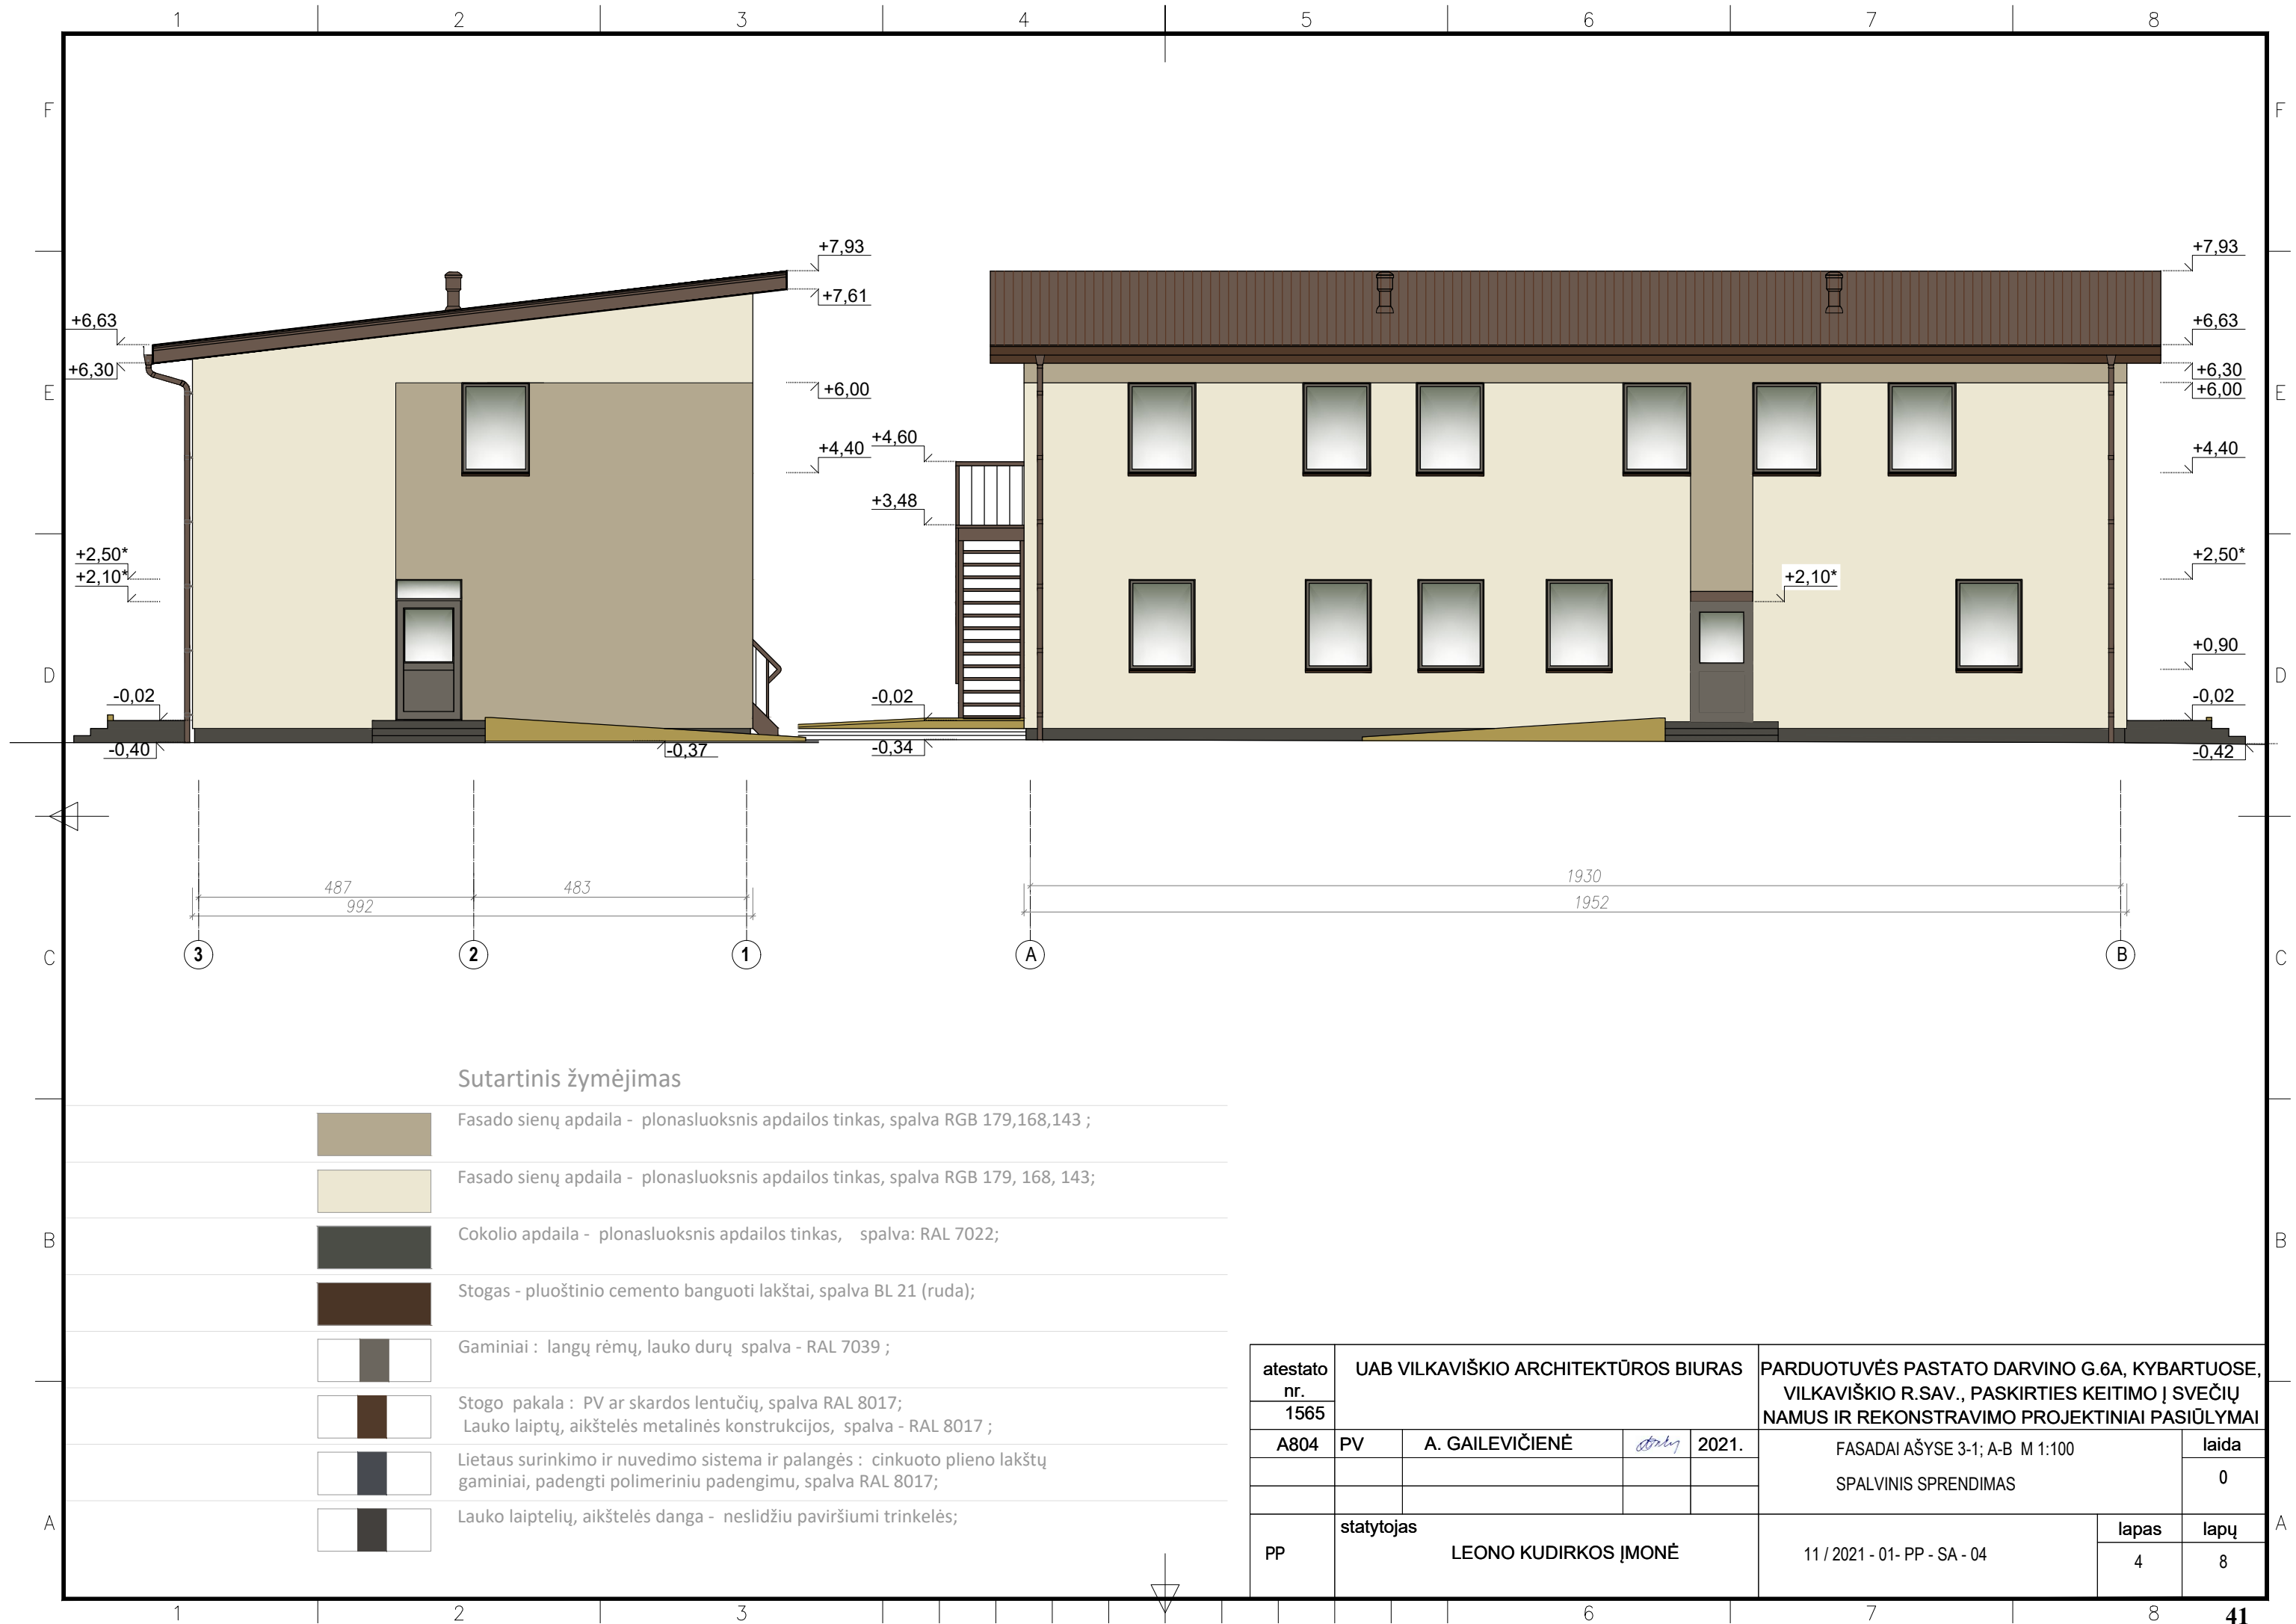 1 2 3 4 5 6 7 8
F F
+7,93
+7,61
+6,63
+6,30
+6,00
+4,40
+2,50*
+2,10*
-0,02
-0,40
-0,37
+4,60
+3,48
-0,02
-0,34
+2,10*
+7,93
+6,63
+6,30
+6,00
+4,40
+2,50*
+0,90
-0,02
-0,42
E E
D D
487 483
992
1930
1952
3 2 1 A B
C C
Sutartinis žymėjimas
Fasado sienų apdaila - plonasluoksnis apdailos tinkas, spalva RGB 179,168,143 ;
Fasado sienų apdaila - plonasluoksnis apdailos tinkas, spalva RGB 179, 168, 143;
Cokolio apdaila - plonasluoksnis apdailos tinkas, spalva: RAL 7022;
Stogas - pluoštinio cemento banguoti lakštai, spalva BL 21 (ruda);
Gaminiai : langų rėmų, lauko durų spalva - RAL 7039 ;
Stogo pakala : PV ar skardos lentučių, spalva RAL 8017;
Lauko laiptų, aikštelės metalinės konstrukcijos, spalva - RAL 8017 ;
Lietaus surinkimo ir nuvedimo sistema ir palangės : cinkuoto plieno lakštų
gaminiai, padengti polimeriniu padengimu, spalva RAL 8017;
Lauko laiptelių, aikštelės danga - neslidžiu paviršiumi trinkelės;
B B
A A
atestato
nr.
1565
UAB VILKAVIŠKIO ARCHITEKTŪROS BIURAS
PARDUOTUVĖS PASTATO DARVINO G.6A, KYBARTUOSE,
VILKAVIŠKIO R.SAV., PASKIRTIES KEITIMO Į SVEČIŲ
NAMUS IR REKONSTRAVIMO PROJEKTINIAI PASIŪLYMAI
A804 PV A. GAILEVIČIENĖ 2021.
FASADAI AŠYSE 3-1; A-B M 1:100
SPALVINIS SPRENDIMAS
laida
0
PP
statytojas
LEONO KUDIRKOS ĮMONĖ
11 / 2021 - 01- PP - SA - 04
lapas
4
lapų
8
1 2 3 6 7 8
41